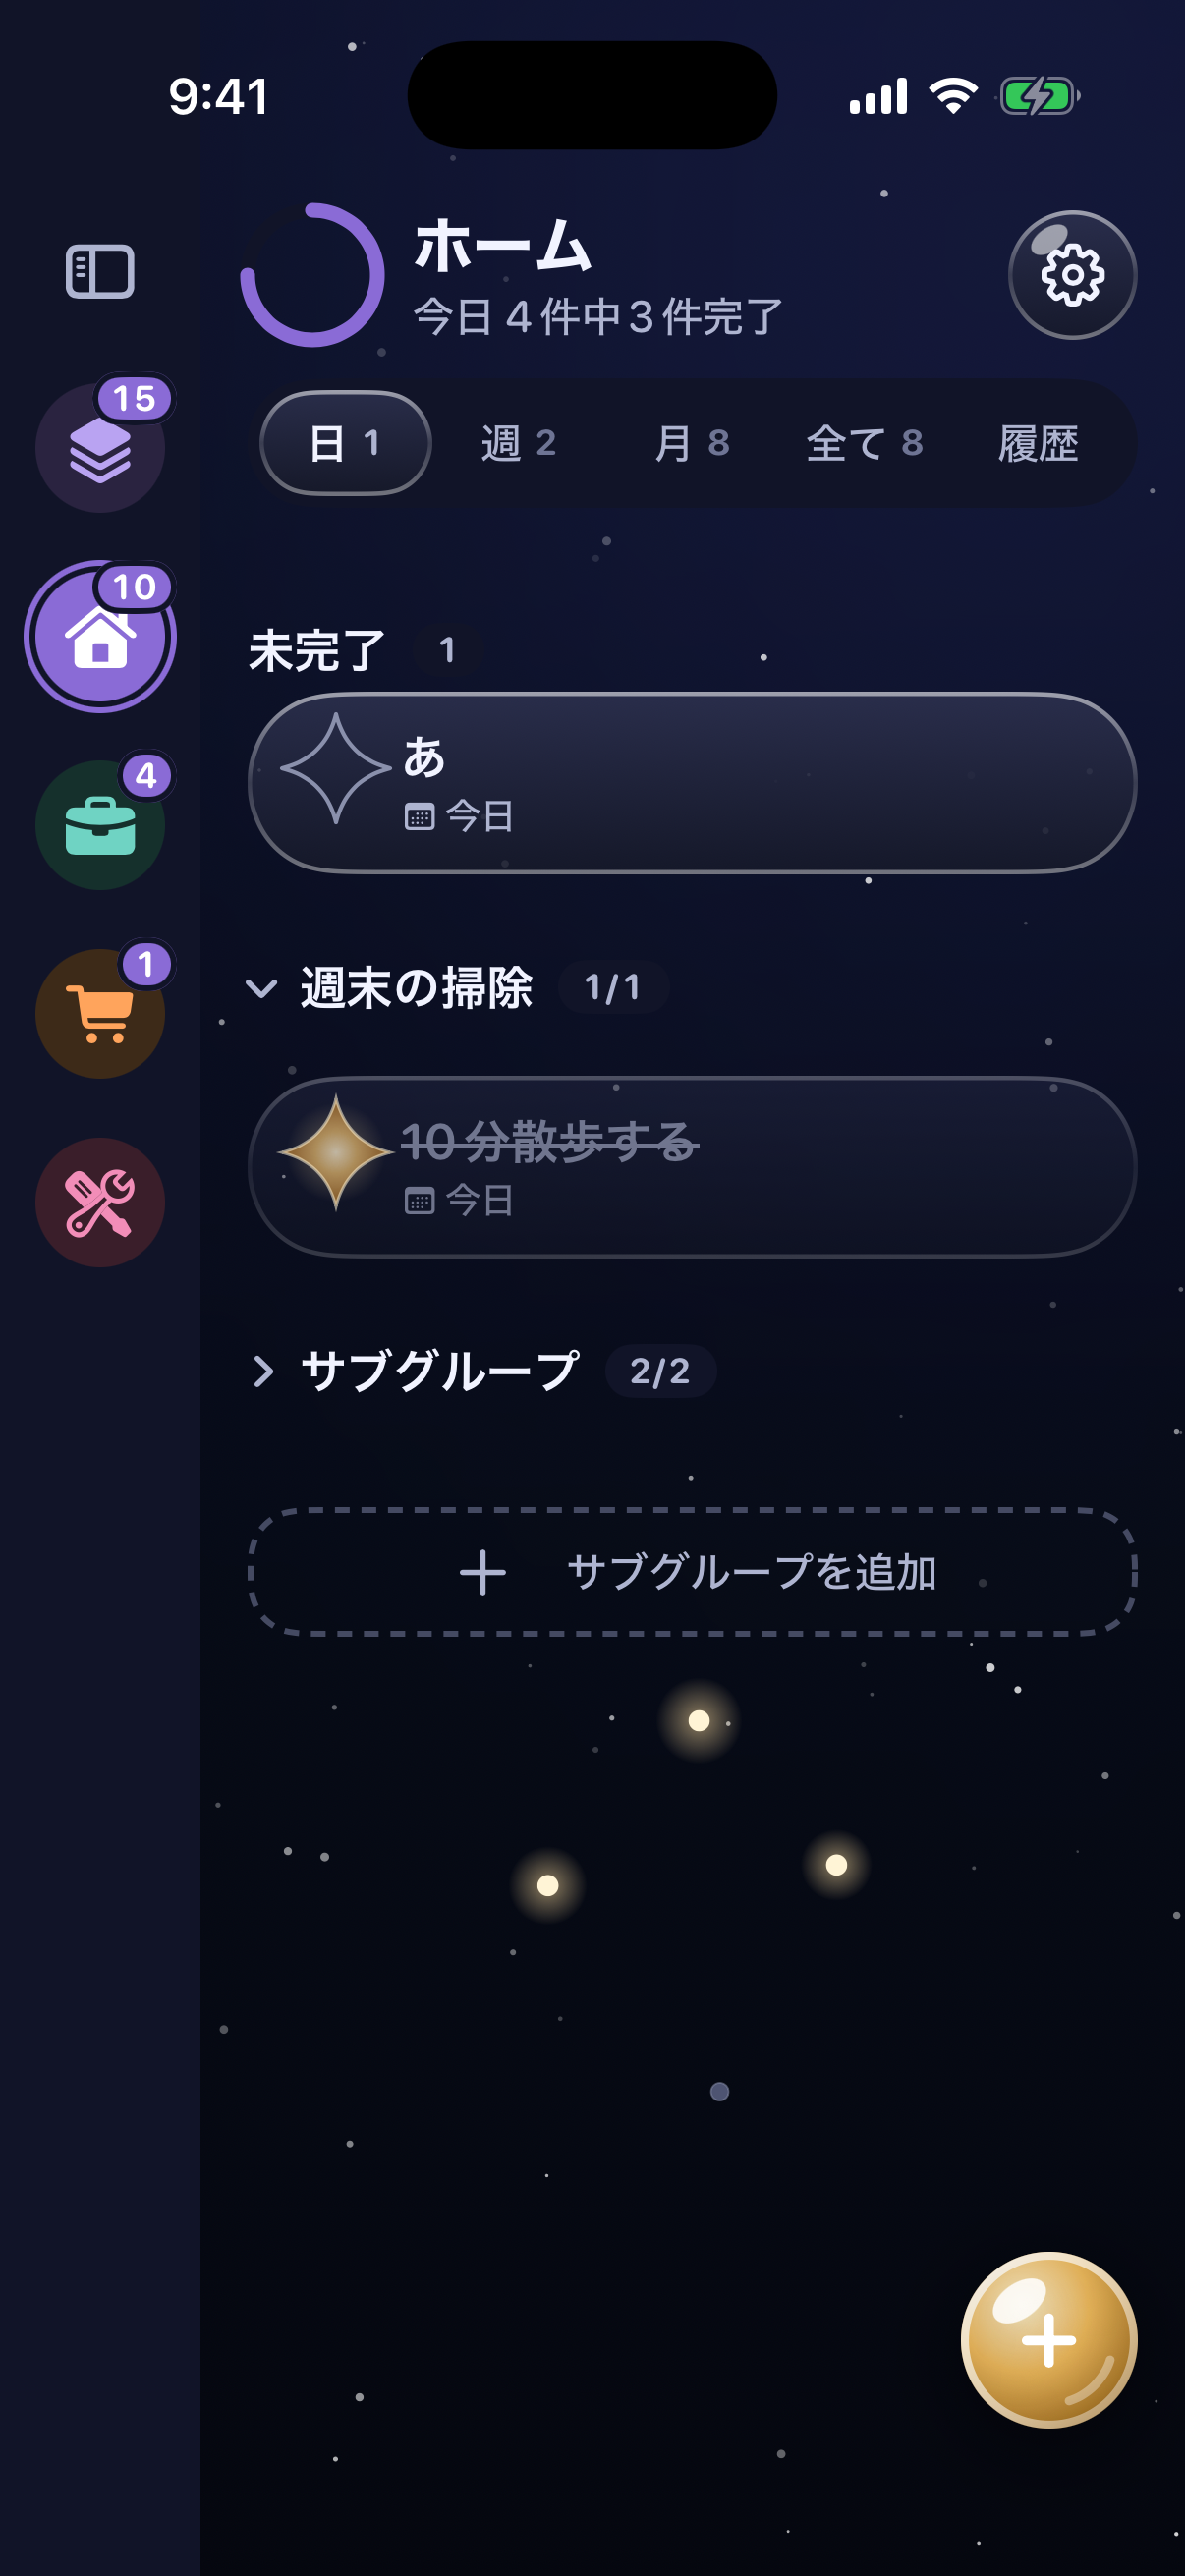 9:41
ホーム
今日 4 件中 3 件完了
15
日 1 週 2 月 8 全て 8 履歴
10
未完了 1
あ
今日
4
週末の掃除 1/1
1
10 分散歩する
今日
サブグループ 2/2
サブグループを追加